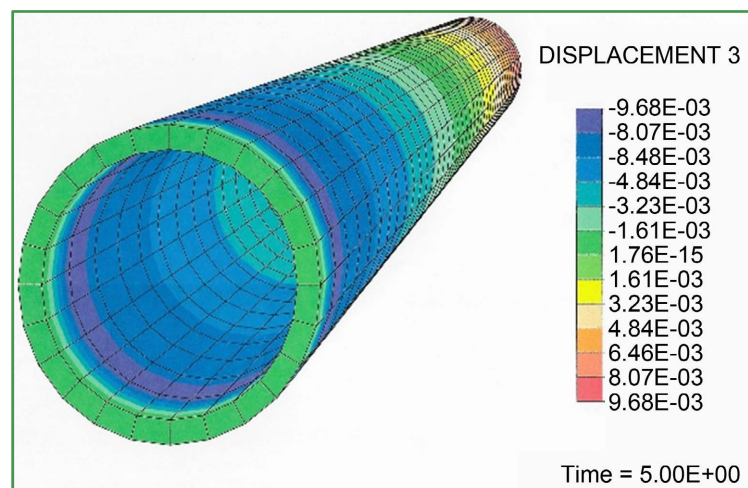 DISPLACEMENT 3
-9.68E-03
-8.07E-03
-8.48E-03
-4.84E-03
-3.23E-03
-1.61E-03
1.76E-15
1.61E-03
3.23E-03
4.84E-03
6.46E-03
8.07E-03
9.68E-03
Time = 5.00E+00